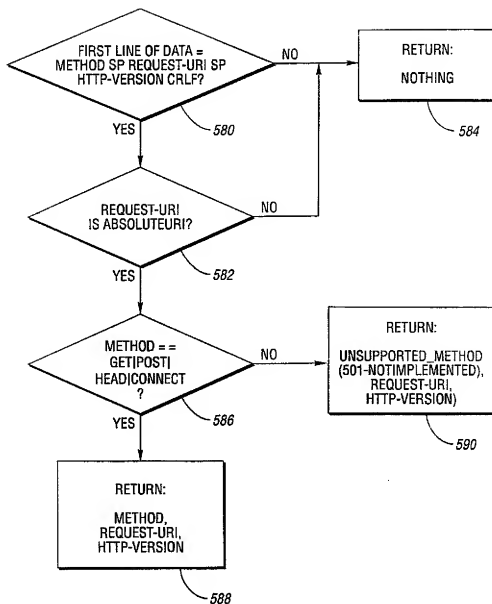 FIRST LINE OF DATA =
METHOD SP REQUEST-URI SP
HTTP-VERSION CRLF?
NO
RETURN:
NOTHING
YES
580
584
REQUEST-URI
IS ABSOLUTEURI?
NO
582
YES
METHOD ==
GET|POST|
HEAD|CONNECT
?
NO
RETURN:
UNSUPPORTED_METHOD
(501-NOTIMPLEMENTED),
REQUEST-URI,
HTTP-VERSION)
586
590
YES
RETURN:
METHOD,
REQUEST-URI,
HTTP-VERSION
588